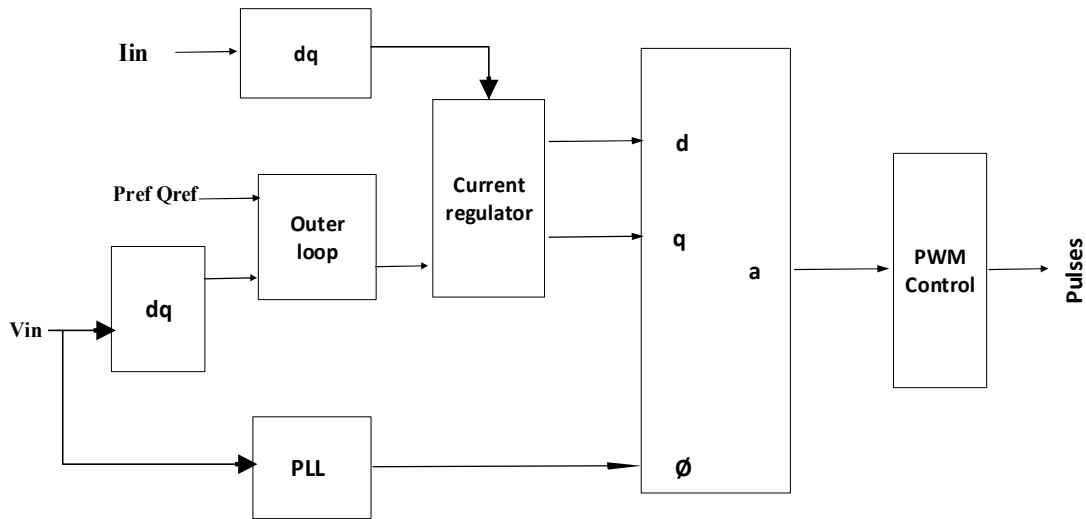 Iin
dq
Pref Qref
Outer
loop
Current
regulator
Vin
dq
PLL
d
q
a
Ø
PWM
Control
Pulses